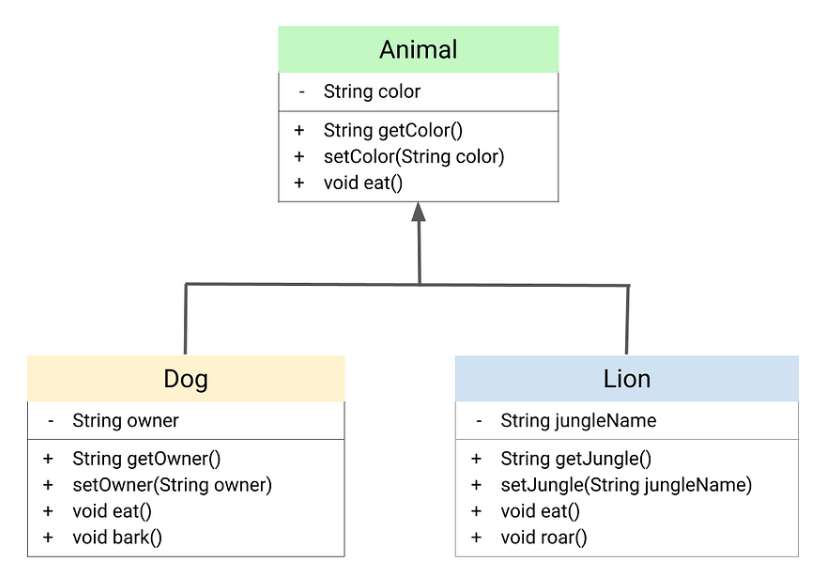 Animal
- String color
+ String getColor()
+ setColor(String color)
+ void eat()
Dog
- String owner
+ String getOwner()
+ setOwner(String owner)
+ void eat()
+ void bark()
Lion
- String jungleName
+ String getJungle()
+ setJungle(String jungleName)
+ void eat()
+ void roar()